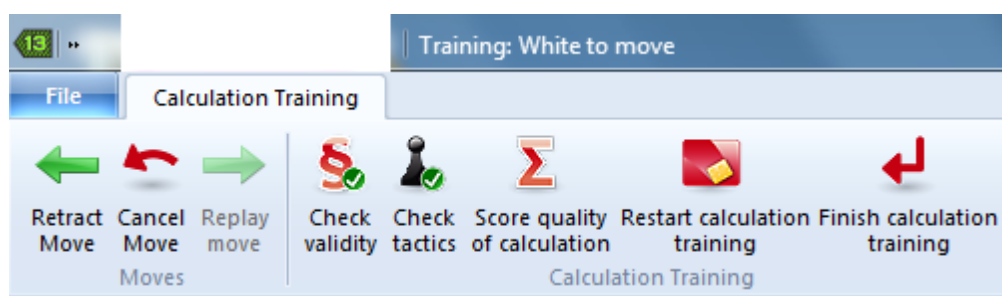 13
Training: White to move
File
Calculation Training
Retract Move
Cancel Move
Replay move
Check validity
Check tactics
Score quality of calculation
Restart calculation training
Finish calculation training
Moves
Calculation Training